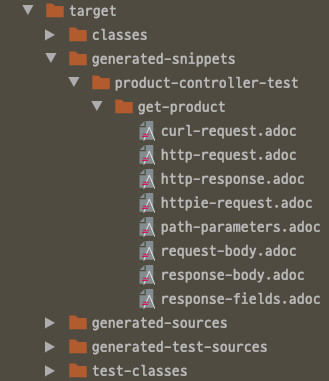 target
classes
generated-snippets
product-controller-test
get-product
curl-request.adoc
http-request.adoc
http-response.adoc
httpie-request.adoc
path-parameters.adoc
request-body.adoc
response-body.adoc
response-fields.adoc
generated-sources
generated-test-sources
test-classes